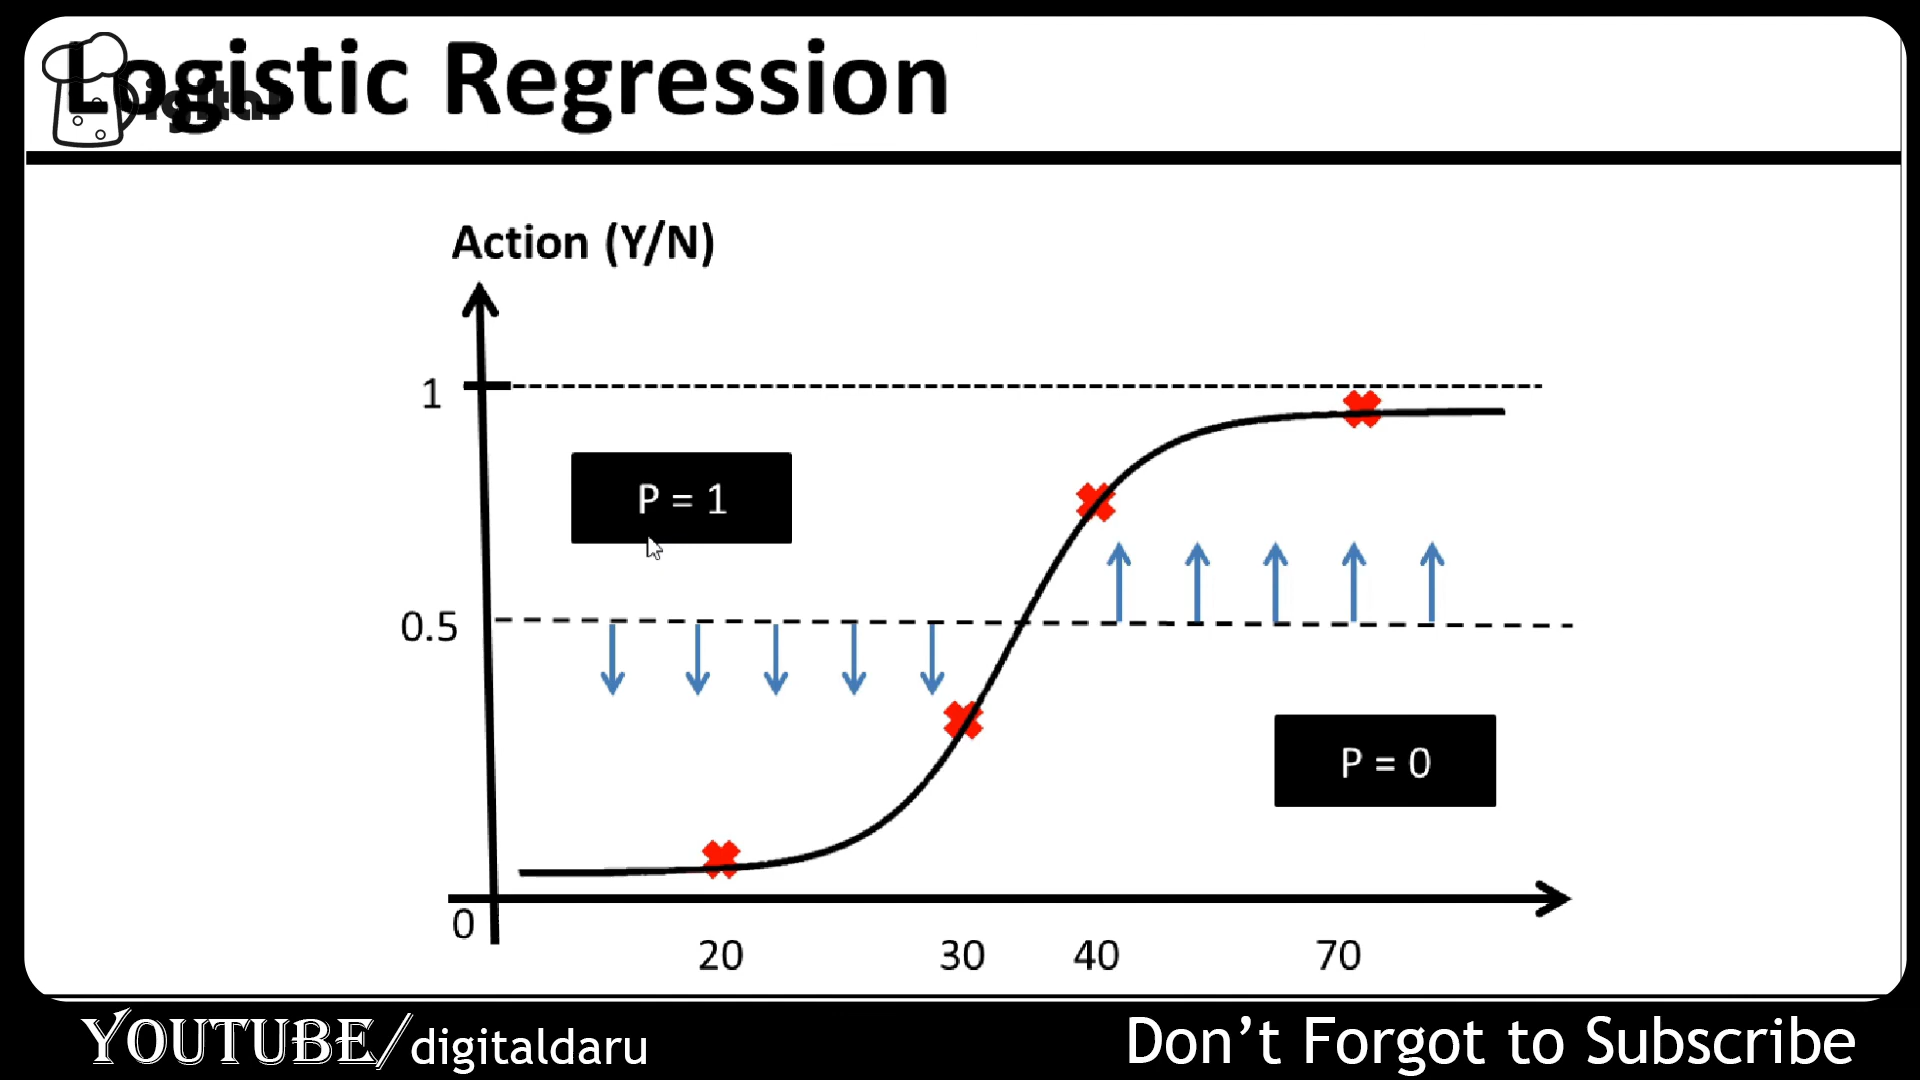 Logistic Regression
igital
Action (Y/N)
1
P = 1
0.5
P = 0
0
20 30 40 70
YOUTUBE/digitaldaru
Don’t Forgot to Subscribe